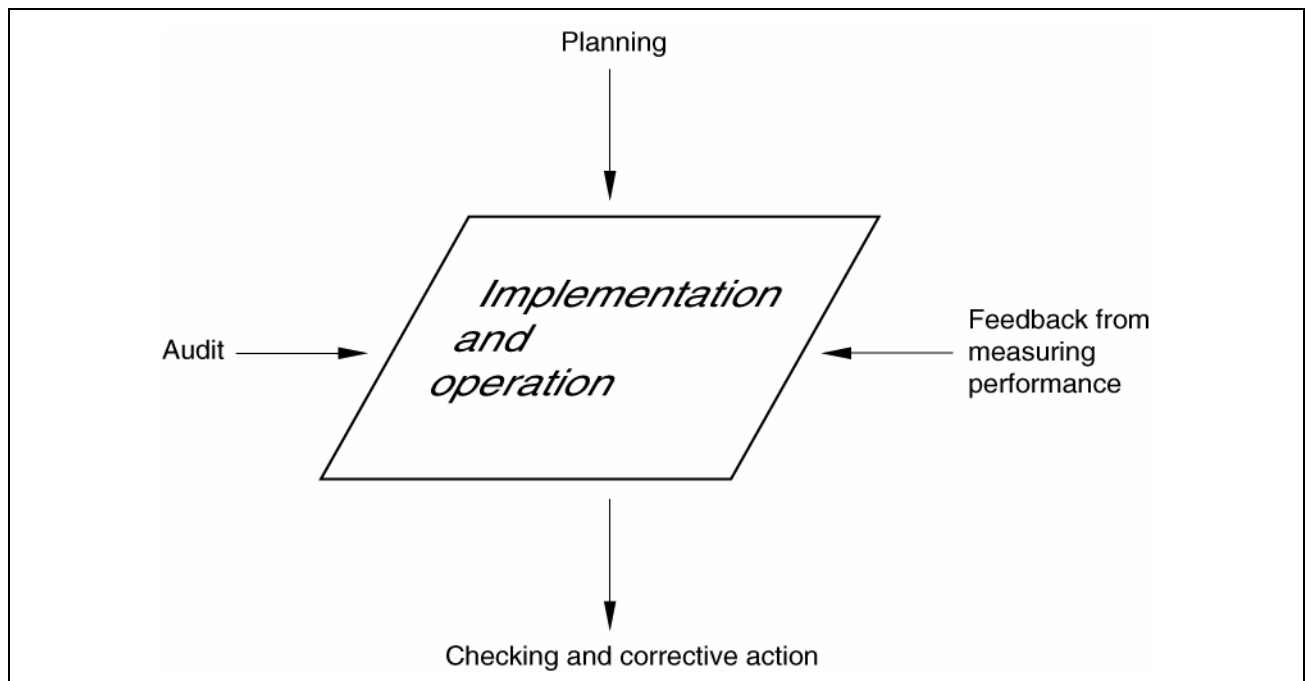 Planning
Implementation
and
operation
Audit
Feedback from
measuring
performance
Checking and corrective action